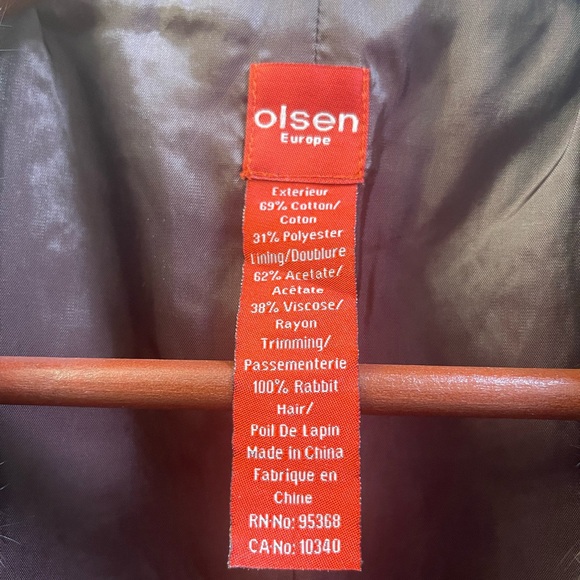 olsen
Europe
Exterieur
69% Cotton/
Coton
31% Polyester
Lining/Doublure
62% Acetate/
Acétate
38% Viscose/
Rayon
Trimming/
Passementerie
100% Rabbit
Hair/
Poil De Lapin
Made in China
Fabrique en
Chine
RN-No: 95368
CA-No: 10340